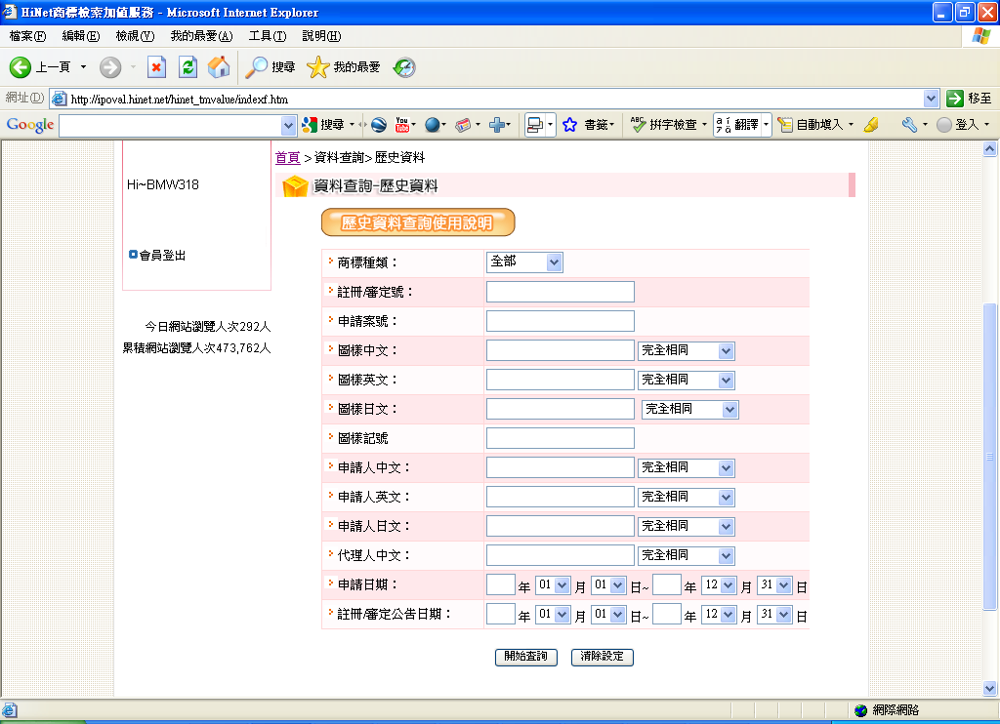 HiNet商標檢索加值服務 - Microsoft Internet Explorer
檔案(F) 編輯(E) 檢視(V) 我的最愛(A) 工具(T) 說明(H)
上一頁 搜尋 我的最愛
網址(D) http://ipoval.hinet.net/hinet_tmvalue/indexf.htm 移至
Google 搜尋 You Tube 書籤 ABC 拼字檢查 翻譯 自動填入 登入
首頁 > 資料查詢> 歷史資料
Hi~BMW318
資料查詢-歷史資料
歷史資料查詢使用說明
會員登出
今日網站瀏覽人次292人
累積網站瀏覽人次473,762人
商標種類： 全部
註冊/審定號：
申請案號：
圖樣中文： 完全相同
圖樣英文： 完全相同
圖樣日文： 完全相同
圖樣記號
申請人中文： 完全相同
申請人英文： 完全相同
申請人日文： 完全相同
代理人中文： 完全相同
申請日期： 年 01 月 01 日~ 年 12 月 31 日
註冊/審定公告日期： 年 01 月 01 日~ 年 12 月 31 日
開始查詢 清除設定
網際網路